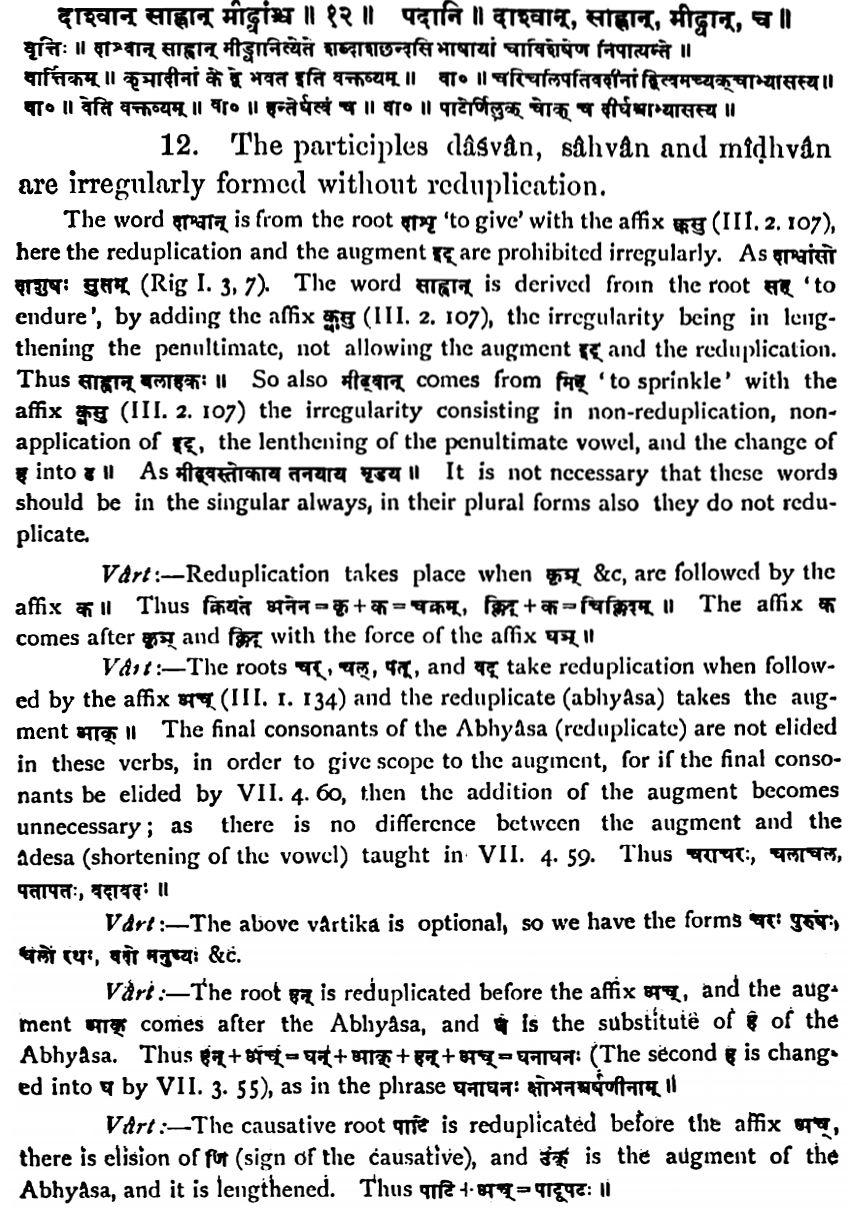 दाश्वान् साह्वान् मीढ्वांश्च ॥ १२ ॥ पदानि ॥ दाश्वान्, साह्वान्, मीढ्वान्, च ॥
वृत्तिः ॥ दाश्वान् साह्वान् मीढ्वानित्येते शब्दाश्छन्दसि भाषायां चाविशेषेण निपात्यन्ते ॥
वार्त्तिकम् ॥ कृञादीनां के द्वे भवत इति वक्तव्यम् ॥ वा० ॥ चरिचलिपतिवदीनां द्वित्वमच्यक्चाभ्यासस्य ॥
वा० ॥ वेति वक्तव्यम् ॥ वा० ॥ हन्तेर्घत्वं च ॥ वा० ॥ पाटेर्णिलुक् चोक् च दीर्घश्चाभ्यासस्य ॥
12. The participles dâśvân, sâhvân and mîḍhvân
are irregularly formed without reduplication.
The word दाश्वान् is from the root दाशृ 'to give' with the affix क्वसु (III. 2. 107),
here the reduplication and the augment इट् are prohibited irregularly. As दाश्वांसो
दाशुषः सुतम् (Rig I. 3, 7). The word साह्वान् is derived from the root सह् 'to
endure', by adding the affix क्वसु (III. 2. 107), the irregularity being in leng-
thening the penultimate, not allowing the augment इट् and the reduplication.
Thus साह्वान् बलाहकः ॥ So also मीढ्वान् comes from मिह् 'to sprinkle' with the
affix क्वसु (III. 2. 107) the irregularity consisting in non-reduplication, non-
application of इट्, the lenthening of the penultimate vowel, and the change of
ह into ढ ॥ As मीढ्वस्तोकाय तनयाय मृडय ॥ It is not necessary that these words
should be in the singular always, in their plural forms also they do not redu-
plicate.
Vârt:—Reduplication takes place when कृञ् &c, are followed by the
affix क ॥ Thus क्रियते अनेन = कृ + क = चक्रम्, क्लिद् + क = चिक्लिदम् ॥ The affix क
comes after कृञ् and क्लिद् with the force of the affix घञ् ॥
Vârt:—The roots चर्, चल्, पत्, and वद् take reduplication when follow-
ed by the affix अच् (III. 1. 134) and the reduplicate (abhyâsa) takes the aug-
ment आक् ॥ The final consonants of the Abhyâsa (reduplicate) are not elided
in these verbs, in order to give scope to the augment, for if the final conso-
nants be elided by VII. 4. 60, then the addition of the augment becomes
unnecessary; as there is no difference between the augment and the
âdesa (shortening of the vowel) taught in VII. 4. 59. Thus चराचरः, चलाचल,
पतापतः, वदावदः ॥
Vârt:—The above vârtika is optional, so we have the forms चरः पुरुषः,
चलो रथः, वदो मनुष्यः &c.
Vârt:—The root हन् is reduplicated before the affix अच्, and the aug-
ment आक् comes after the Abhyâsa, and घ is the substitute of ह of the
Abhyâsa. Thus हन् + अच् = घन् + आक् + हन् + अच् = घनाघनः (The second ह is chang-
ed into घ by VII. 3. 55), as in the phrase घनाघनः क्षोभनश्चर्षणीनाम् ॥
Vârt:—The causative root पाटि is reduplicated before the affix अच्,
there is elision of णि (sign of the causative), and ऊक् is the augment of the
Abhyâsa, and it is lengthened. Thus पाटि + अच् = पाटूपटः ॥